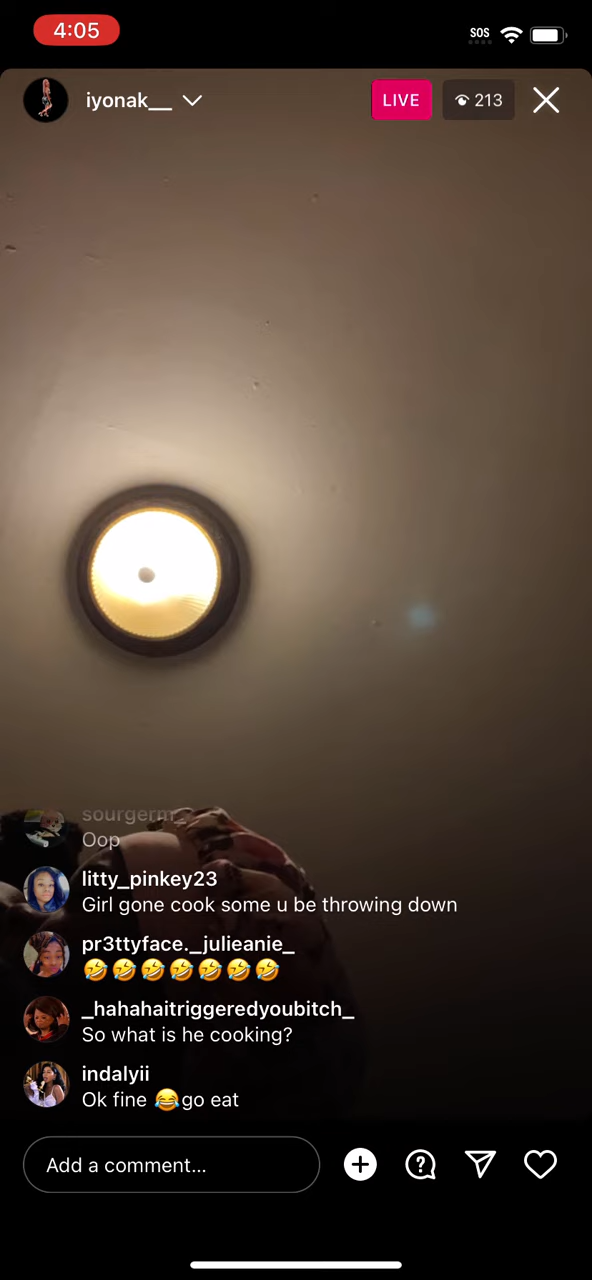 4:05
SOS
iyonak__
LIVE
213
sourgerm_
Oop
litty_pinkey23
Girl gone cook some u be throwing down
pr3ttyface._julieanie_
🤣🤣🤣🤣🤣🤣🤣
_hahahaitriggeredyoubitch_
So what is he cooking?
indalyii
Ok fine 😂go eat
Add a comment...